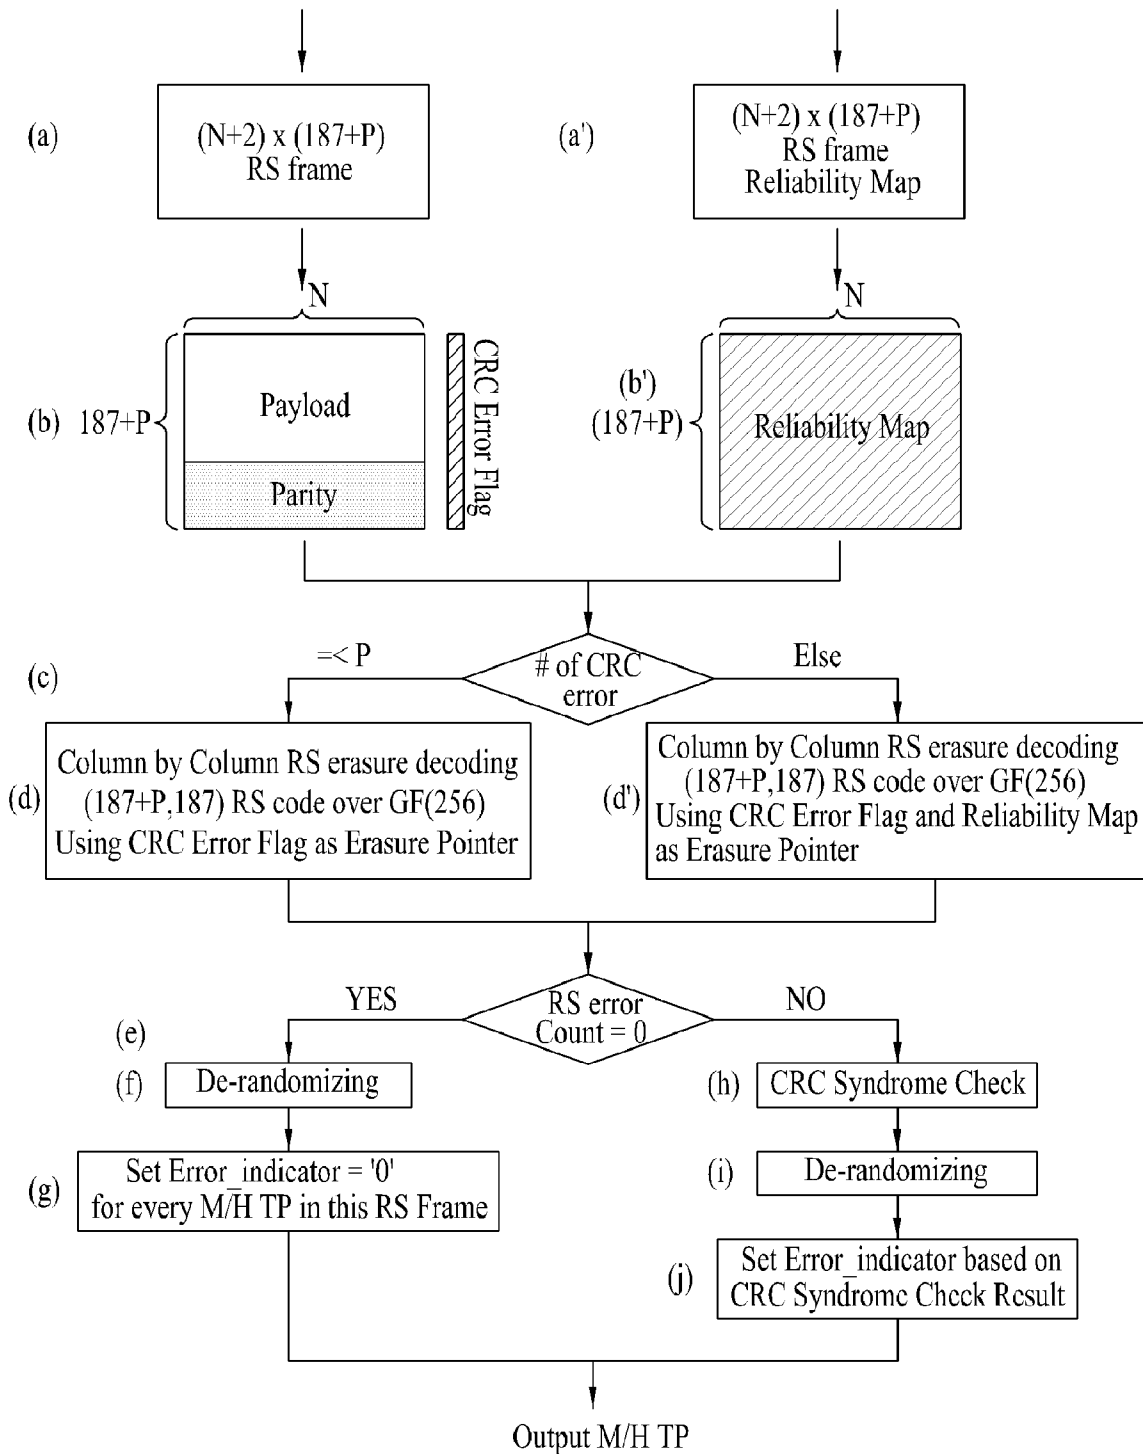 (a)
(N+2) x (187+P)
RS frame
(a')
(N+2) x (187+P)
RS frame
Reliability Map
N
N
(b)
187+P
Payload
Parity
CRC Error Flag
(b')
(187+P)
Reliability Map
(c)
=< P
# of CRC
error
Else
(d)
Column by Column RS erasure decoding
(187+P,187) RS code over GF(256)
Using CRC Error Flag as Erasure Pointer
(d')
Column by Column RS erasure decoding
(187+P,187) RS code over GF(256)
Using CRC Error Flag and Reliability Map
as Erasure Pointer
(e)
YES
RS error
Count = 0
NO
(f)
De-randomizing
(h)
CRC Syndrome Check
(g)
Set Error_indicator = '0'
for every M/H TP in this RS Frame
(i)
De-randomizing
(j)
Set Error_indicator based on
CRC Syndrome Check Result
Output M/H TP